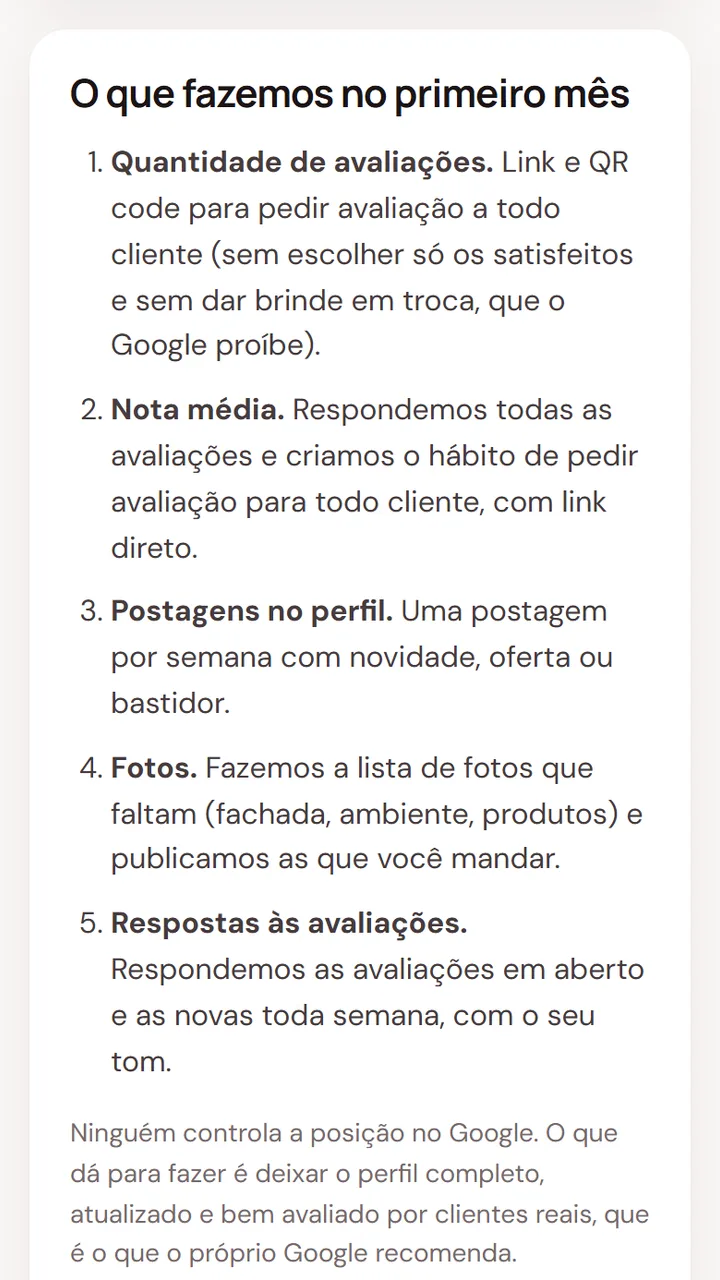 O que fazemos no primeiro mês
1. Quantidade de avaliações. Link e QR
code para pedir avaliação a todo
cliente (sem escolher só os satisfeitos
e sem dar brinde em troca, que o
Google proíbe).
2. Nota média. Respondemos todas as
avaliações e criamos o hábito de pedir
avaliação para todo cliente, com link
direto.
3. Postagens no perfil. Uma postagem
por semana com novidade, oferta ou
bastidor.
4. Fotos. Fazemos a lista de fotos que
faltam (fachada, ambiente, produtos) e
publicamos as que você mandar.
5. Respostas às avaliações.
Respondemos as avaliações em aberto
e as novas toda semana, com o seu
tom.
Ninguém controla a posição no Google. O que
dá para fazer é deixar o perfil completo,
atualizado e bem avaliado por clientes reais, que
é o que o próprio Google recomenda.